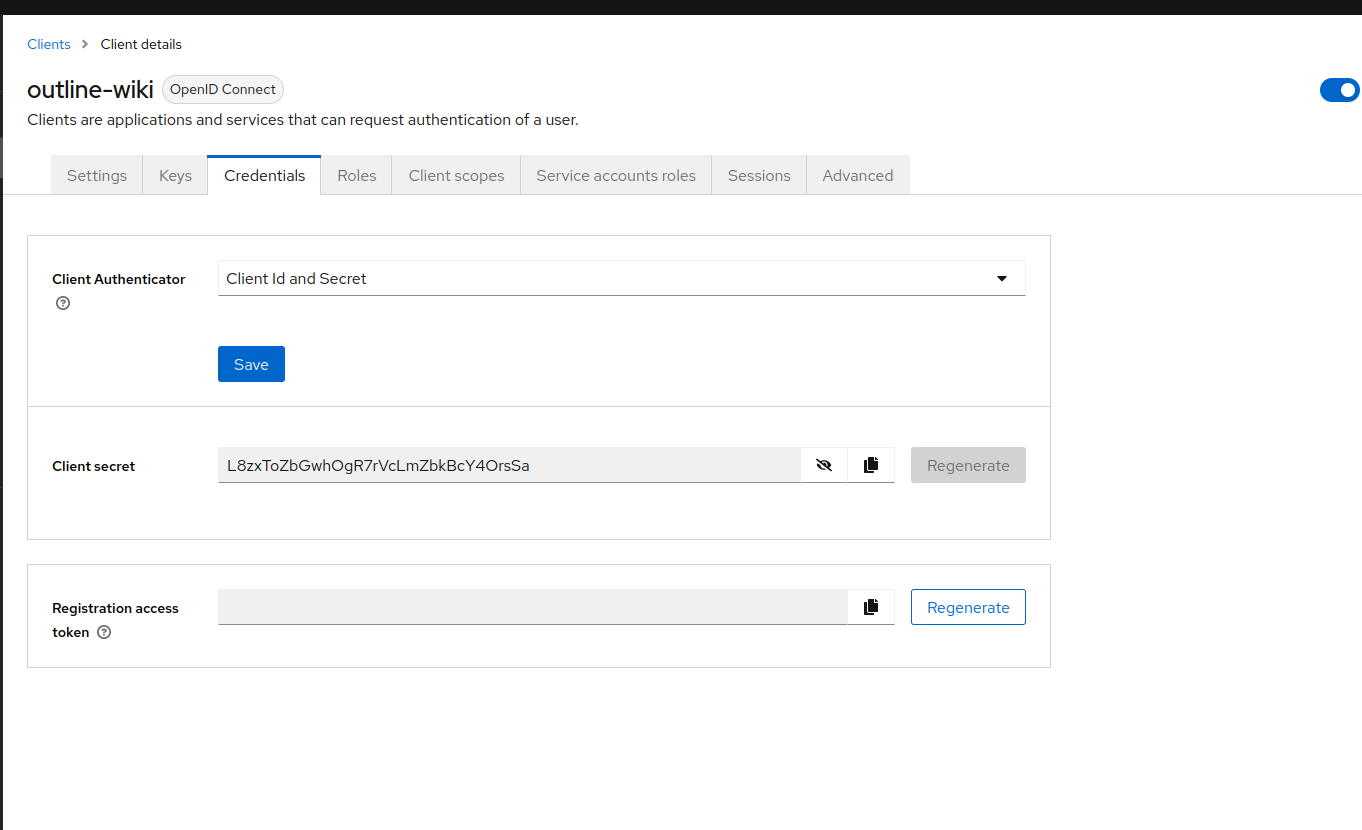 Clients > Client details
outline-wiki OpenID Connect
Clients are applications and services that can request authentication of a user.
Settings Keys Credentials Roles Client scopes Service accounts roles Sessions Advanced
Client Authenticator Client Id and Secret
Save
Client secret L8zxToZbGwhOgR7rVcLmZbkBcY4OrsSa Regenerate
Registration access Regenerate
token